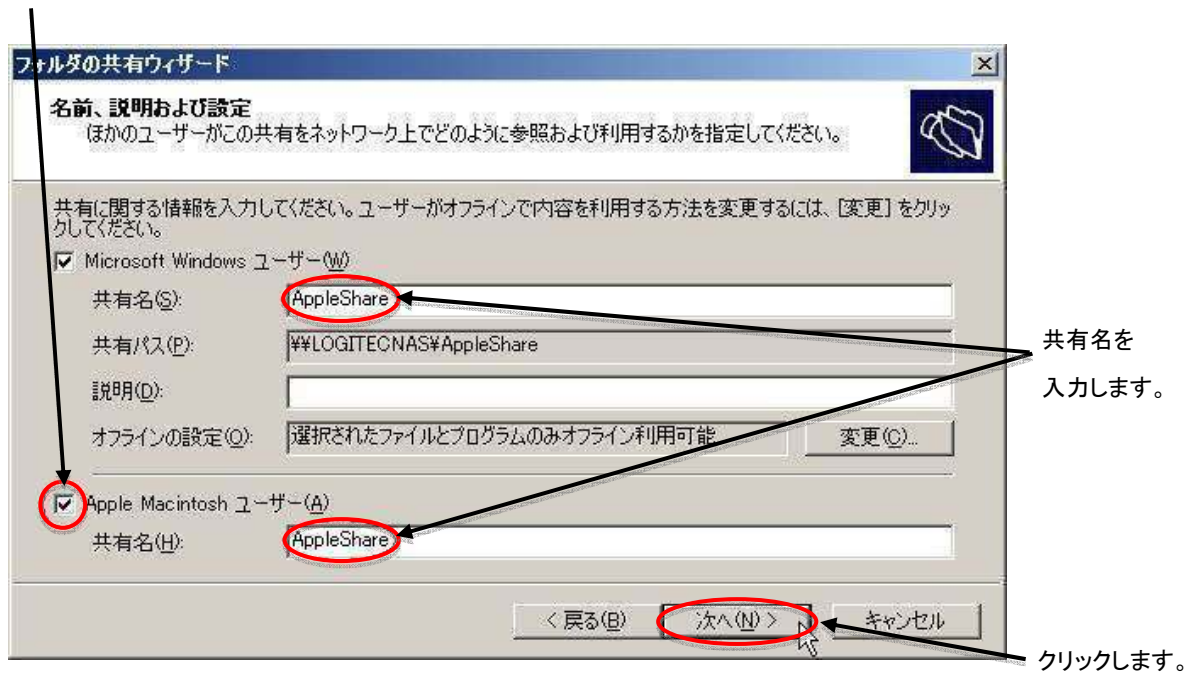 フォルダの共有ウィザード
名前、説明および設定
ほかのユーザーがこの共有をネットワーク上でどのように参照および利用するかを指定してください。
共有に関する情報を入力してください。ユーザーがオフラインで内容を利用する方法を変更するには、[変更] をクリッ
クしてください。
Microsoft Windows ユーザー(W)
共有名(S): AppleShare
共有パス(P): ¥¥LOGITECNAS¥AppleShare
共有名を
入力します。
説明(D):
オフラインの設定(O): 選択されたファイルとプログラムのみオフライン利用可能 変更(C)...
Apple Macintosh ユーザー(A)
共有名(H): AppleShare
< 戻る(B) 次へ(N) > キャンセル
クリックします。